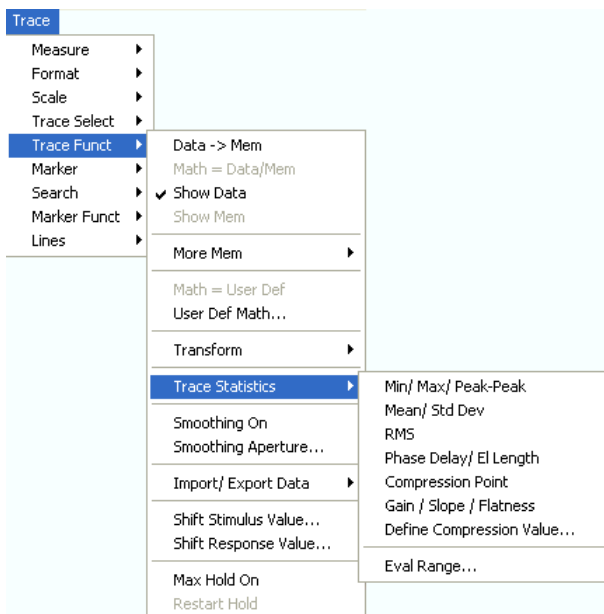 Trace
Measure
Format
Scale
Trace Select
Trace Funct
Marker
Search
Marker Funct
Lines
Data -> Mem
Math = Data/Mem
Show Data
Show Mem
More Mem
Math = User Def
User Def Math...
Transform
Trace Statistics
Smoothing On
Smoothing Aperture...
Import/ Export Data
Shift Stimulus Value...
Shift Response Value...
Max Hold On
Restart Hold
Min/ Max/ Peak-Peak
Mean/ Std Dev
RMS
Phase Delay/ El Length
Compression Point
Gain / Slope / Flatness
Define Compression Value...
Eval Range...